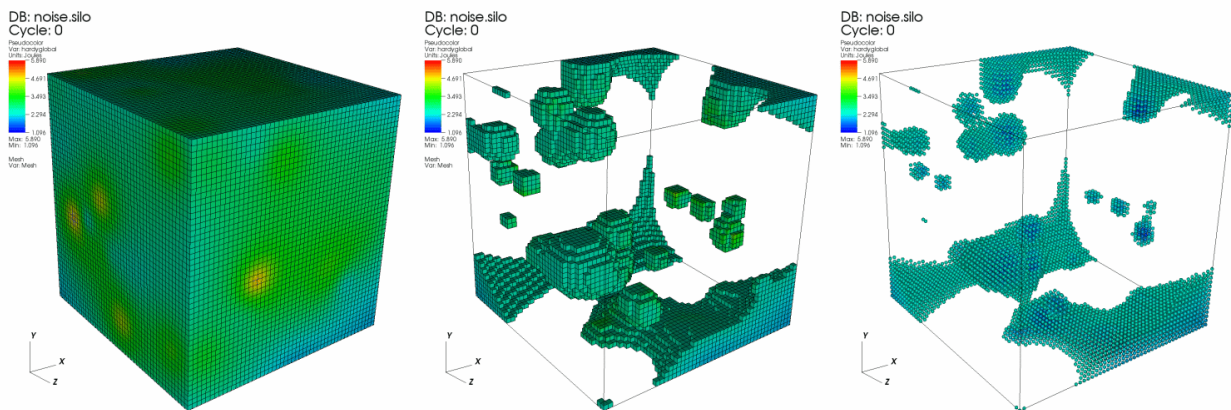 DB: noise.silo
Cycle: 0
Pseudocolor
Var: hardyglobal
Units: Joules
5.890
4.691
3.493
2.294
1.096
Max: 5.890
Min: 1.096
Mesh
Var: Mesh
Y
X
Z
DB: noise.silo
Cycle: 0
Pseudocolor
Var: hardyglobal
Units: Joules
5.890
4.691
3.493
2.294
1.096
Max: 5.890
Min: 1.096
Mesh
Var: Mesh
Y
X
Z
DB: noise.silo
Cycle: 0
Pseudocolor
Var: hardyglobal
Units: Joules
5.890
4.691
3.493
2.294
1.096
Max: 5.890
Min: 1.096
Y
X
Z